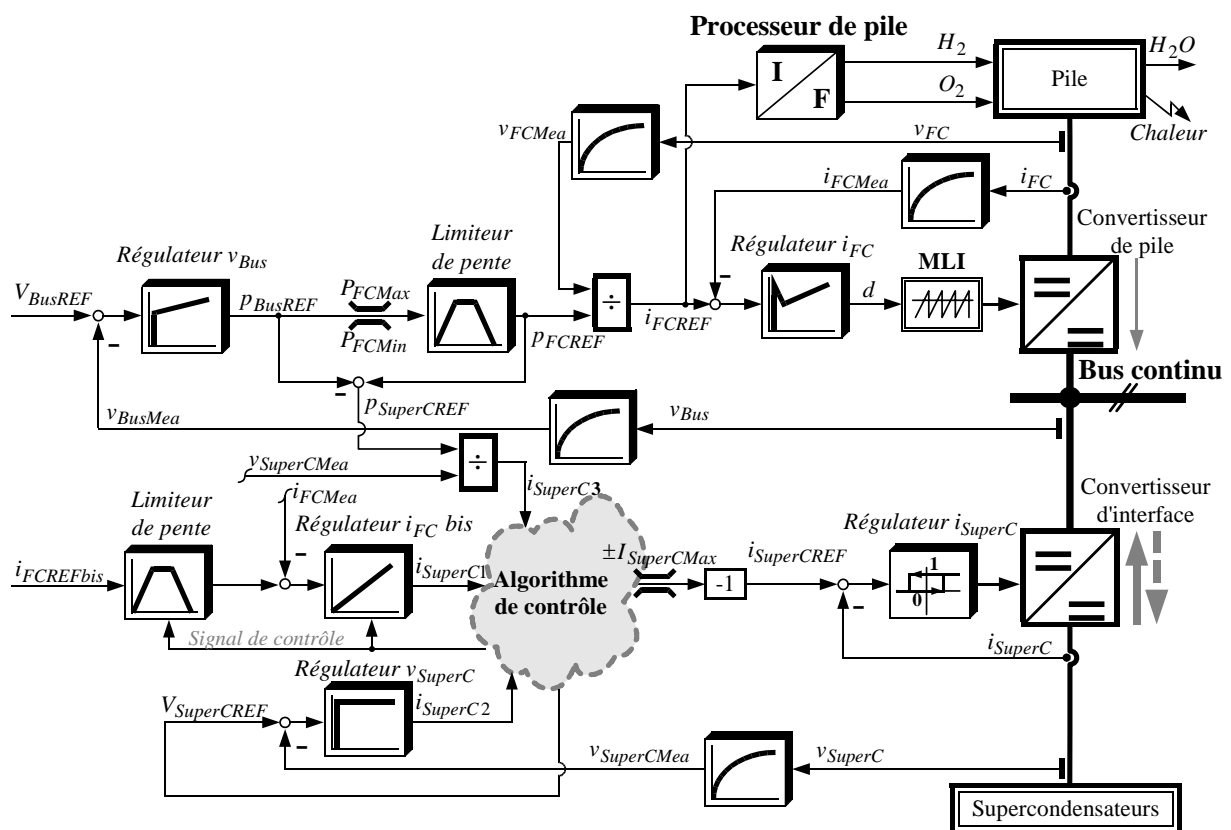 Processeur de pile
H2
O2
H2O
I
F
Pile
Chaleur
vFCMea
vFC
iFCMea
iFC
Convertisseur
de pile
Régulateur vBus
Limiteur
de pente
Régulateur iFC
MLI
VBusREF
pBusREF
PFCMax
PFCMin
÷
iFCREF
d
pFCREF
-
-
-
Bus continu
pSuperCREF
vBusMea
vBus
÷
vSuperCMea
iSuperC3
iFCMea
Limiteur
de pente
Régulateur iFC bis
Convertisseur
d'interface
Régulateur iSuperC
iFCREFbis
-
iSuperC1
Algorithme
de contrôle
±ISuperCMax
-1
iSuperCREF
1
0
-
Signal de contrôle
iSuperC
Régulateur vSuperC
VSuperCREF
iSuperC2
-
vSuperCMea
vSuperC
Supercondensateurs